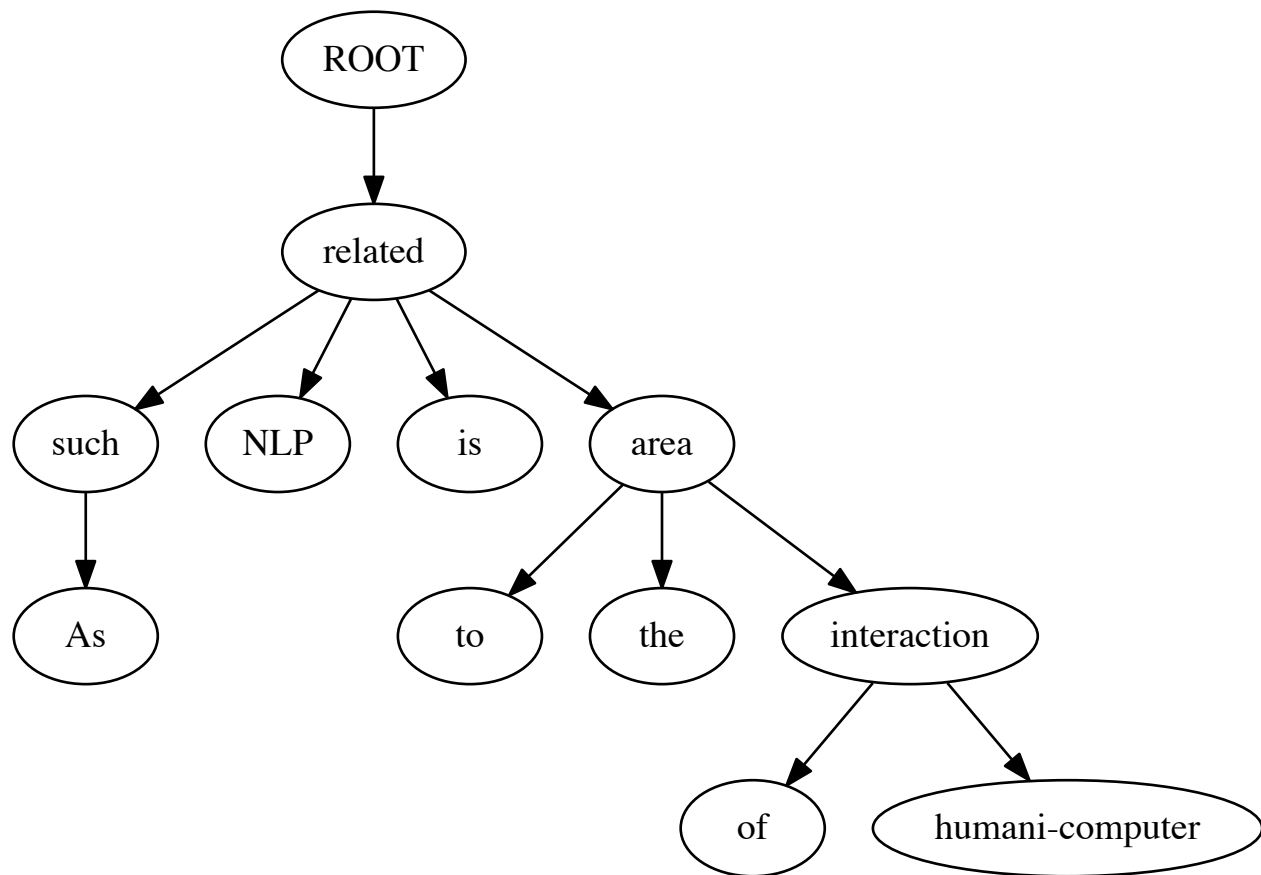 ROOT
related
such NLP is area
As to the interaction
of humani-computer